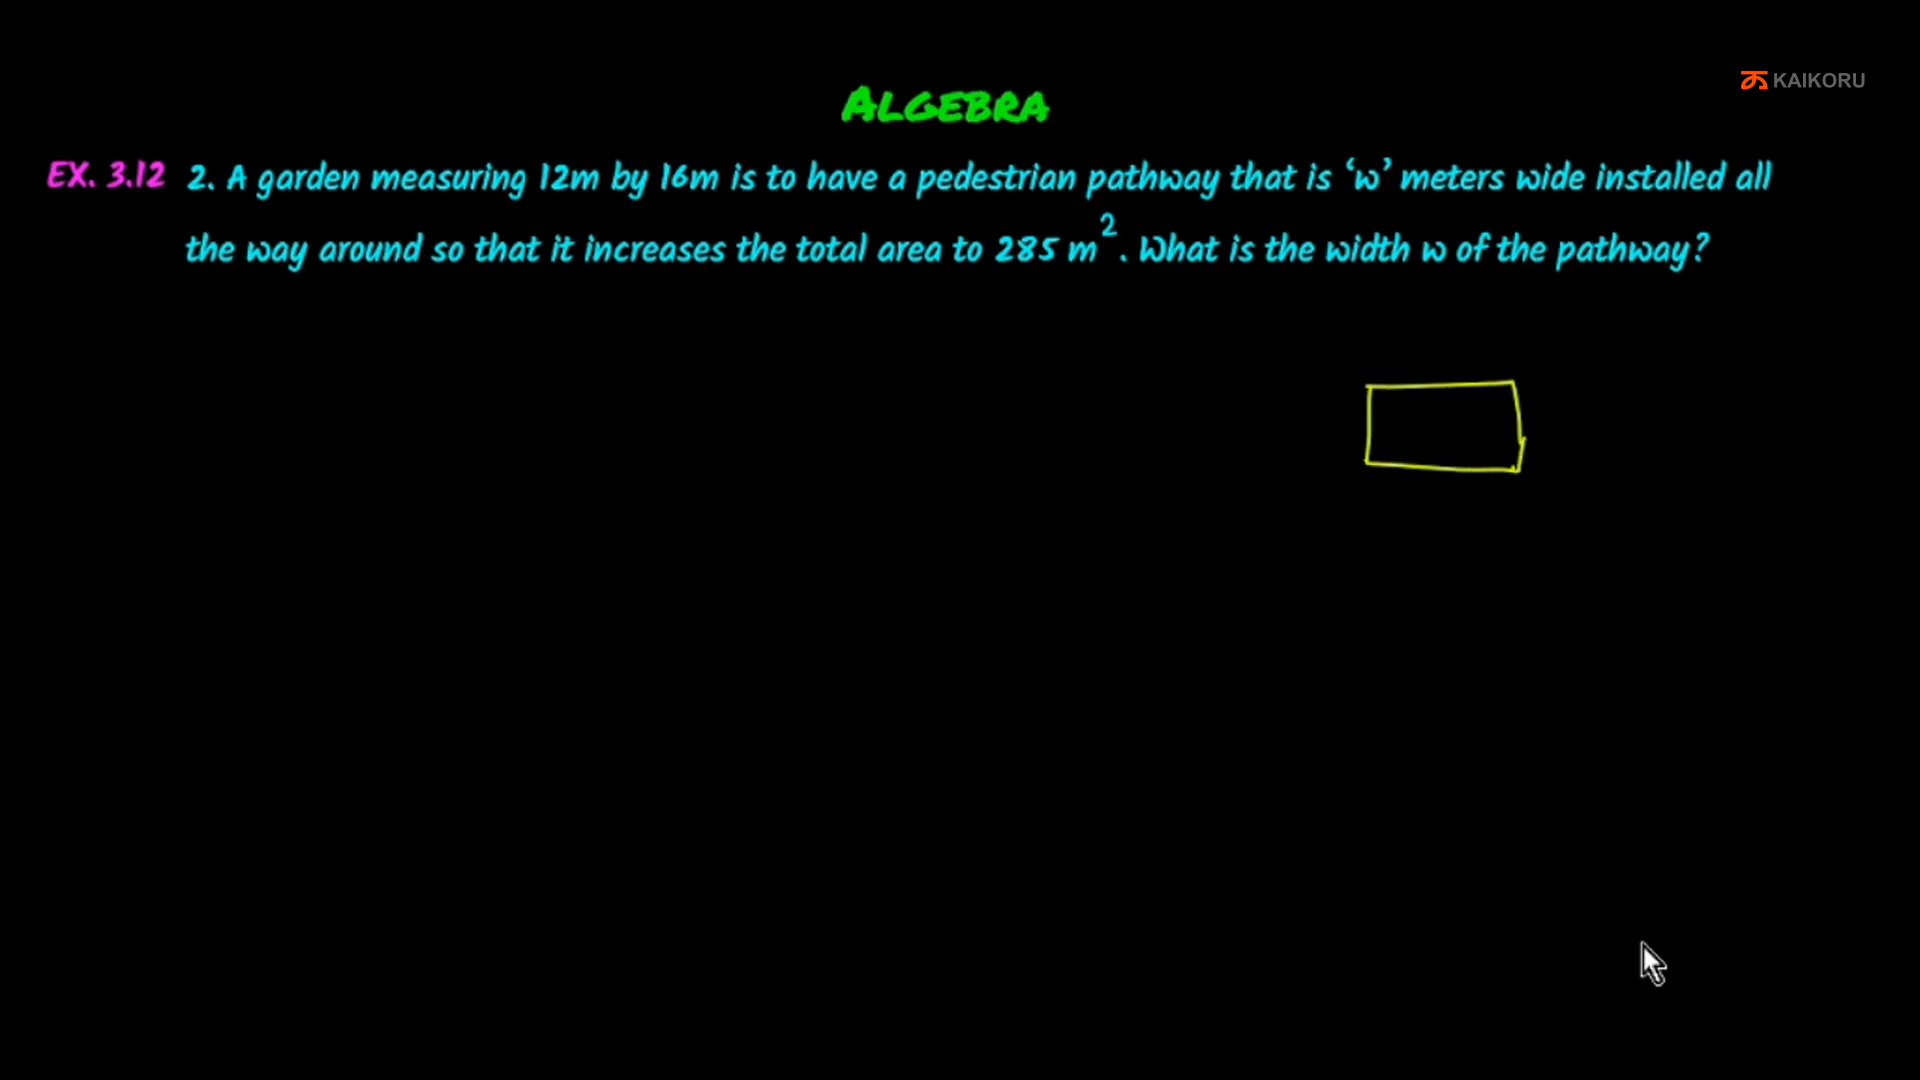 KAIKORU
ALGEBRA
EX. 3.12 2. A garden measuring 12m by 16m is to have a pedestrian pathway that is ‘w’ meters wide installed all
the way around so that it increases the total area to 285 m². What is the width w of the pathway?